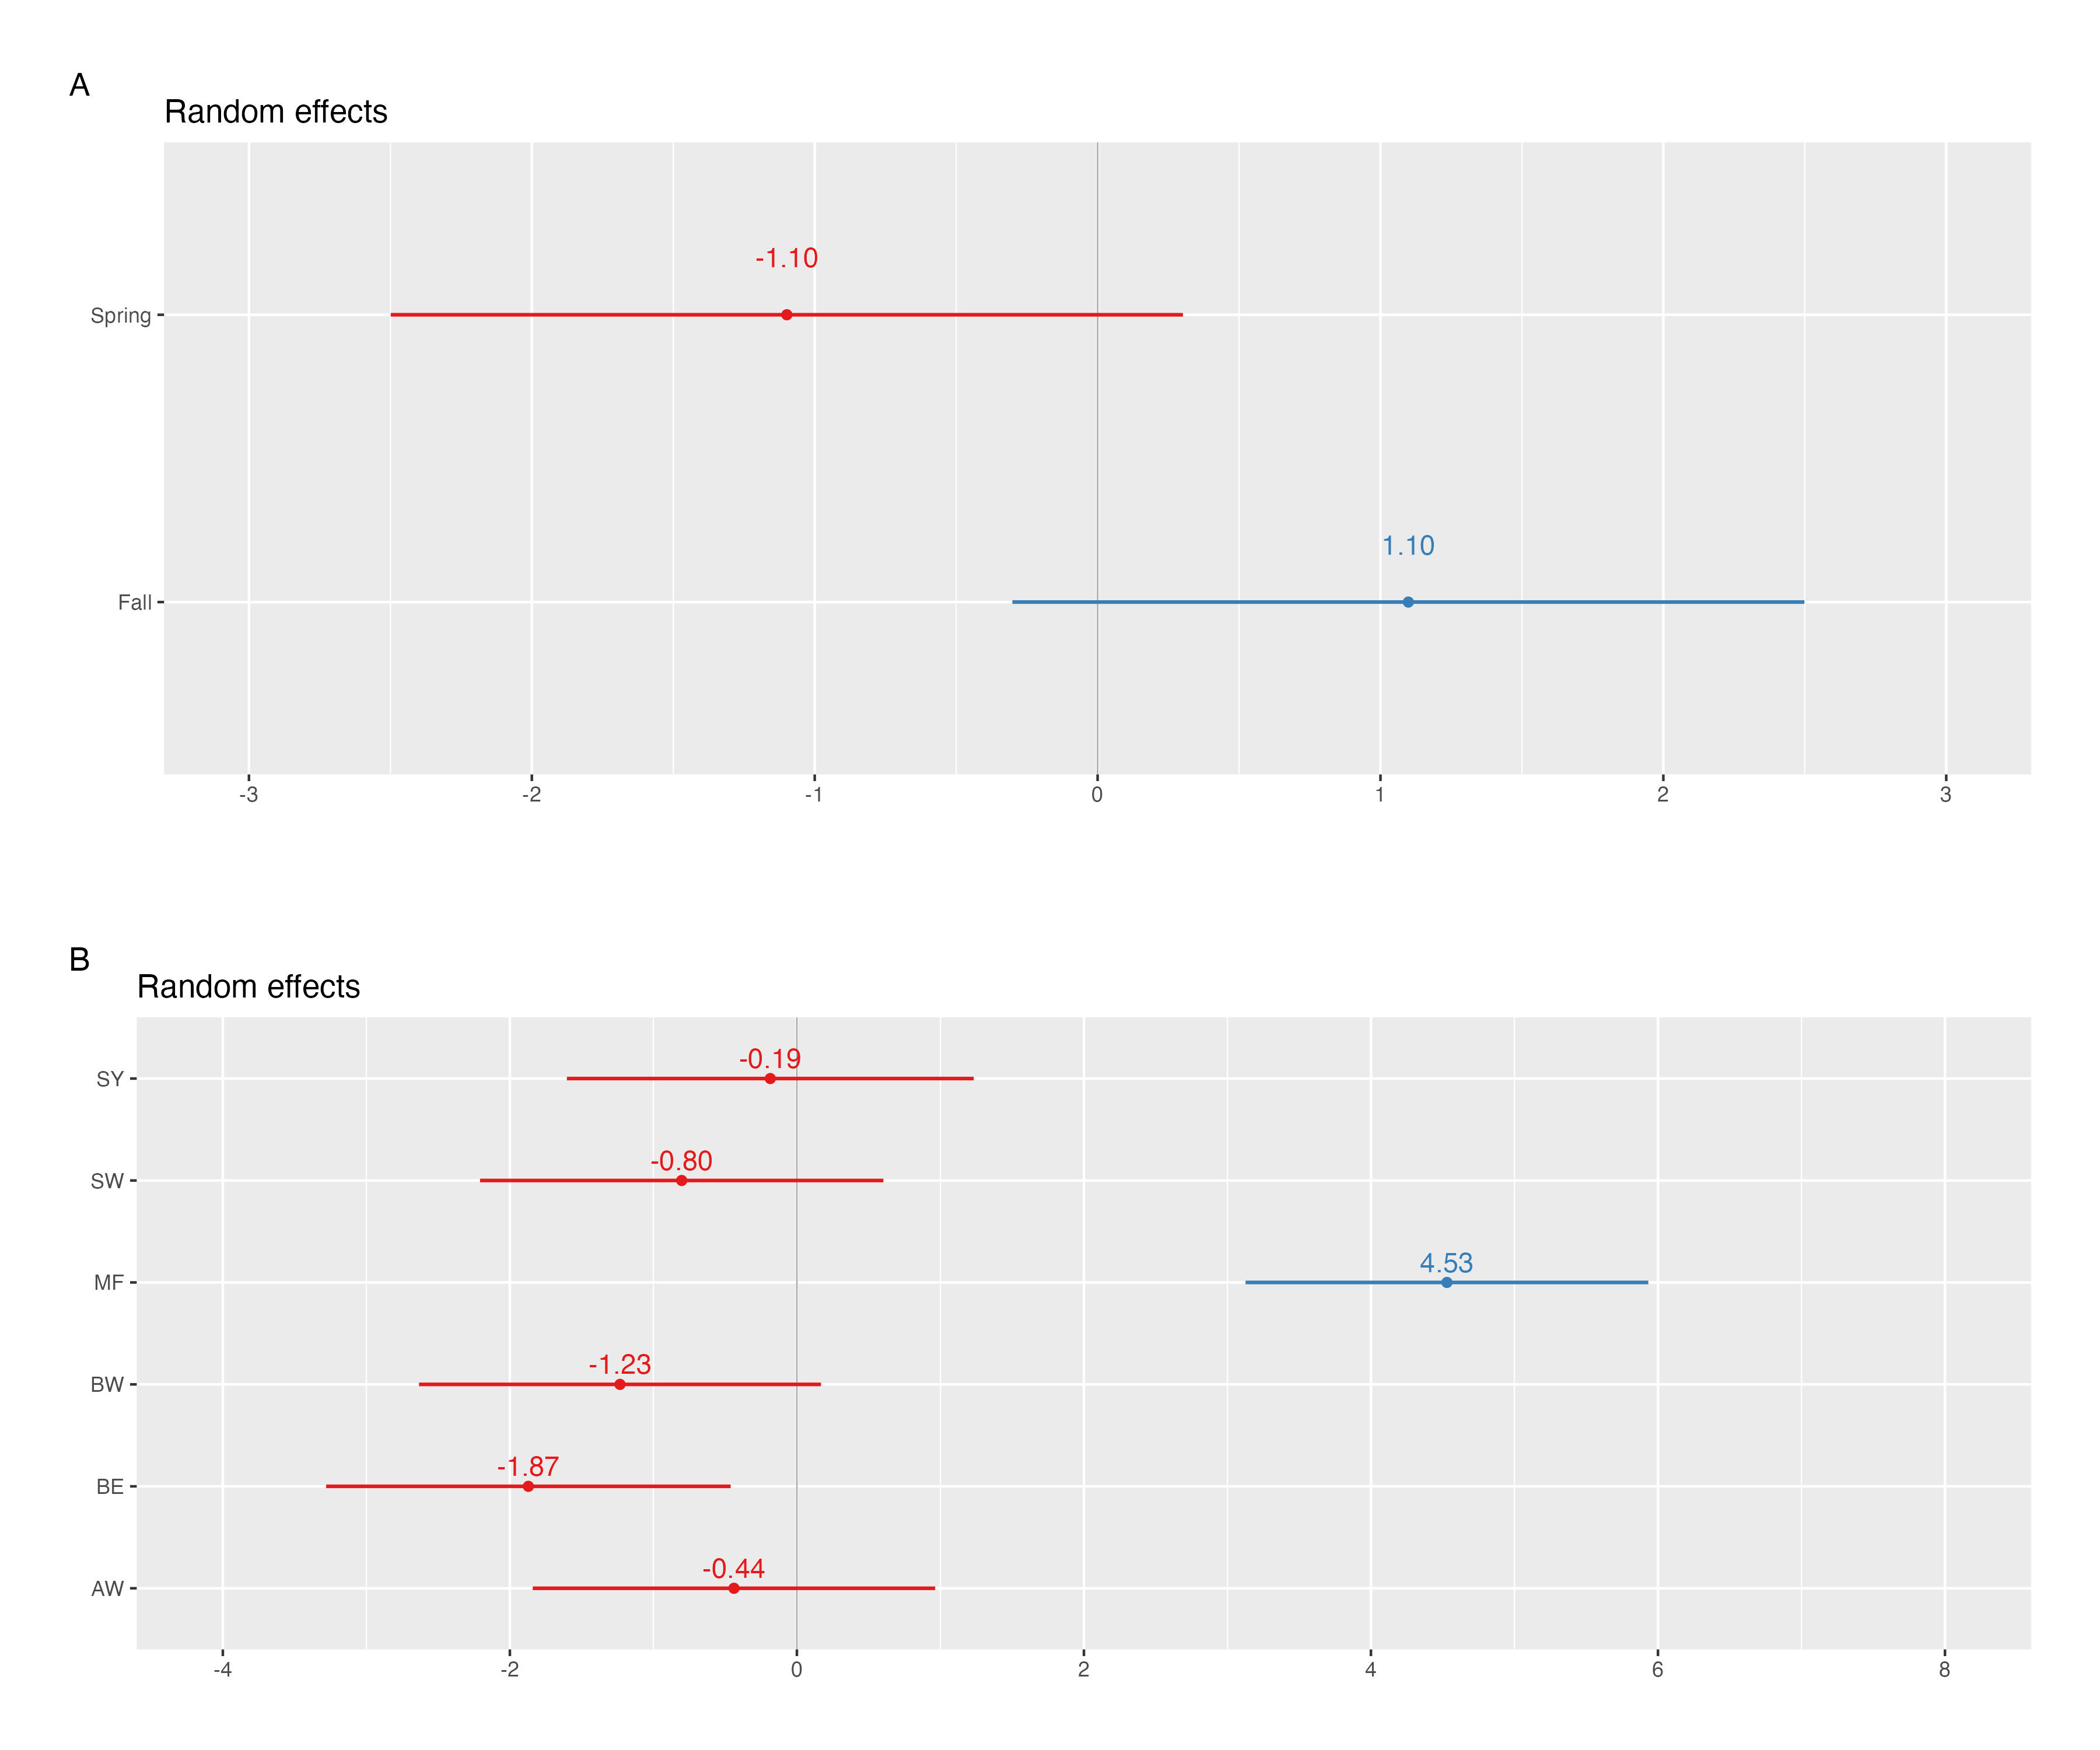 A
Random effects
-1.10
Spring
1.10
Fall
-3 -2 -1 0 1 2 3
B
Random effects
-0.19
SY
-0.80
SW
4.53
MF
-1.23
BW
-1.87
BE
-0.44
AW
-4 -2 0 2 4 6 8